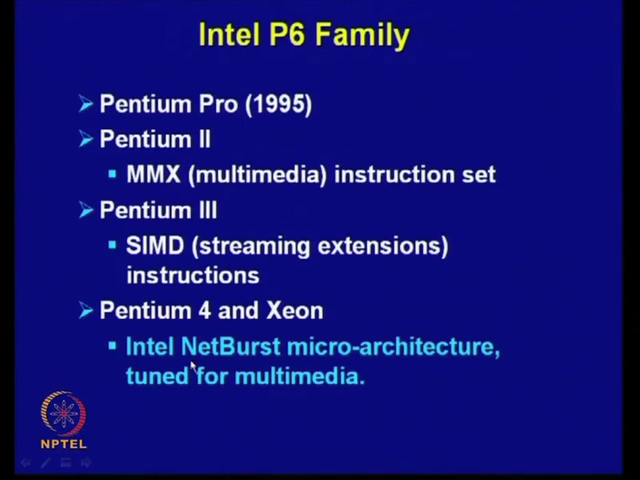 Intel P6 Family
Pentium Pro (1995)
Pentium II
MMX (multimedia) instruction set
Pentium III
SIMD (streaming extensions)
instructions
Pentium 4 and Xeon
Intel NetBurst micro-architecture,
tuned for multimedia.
NPTEL